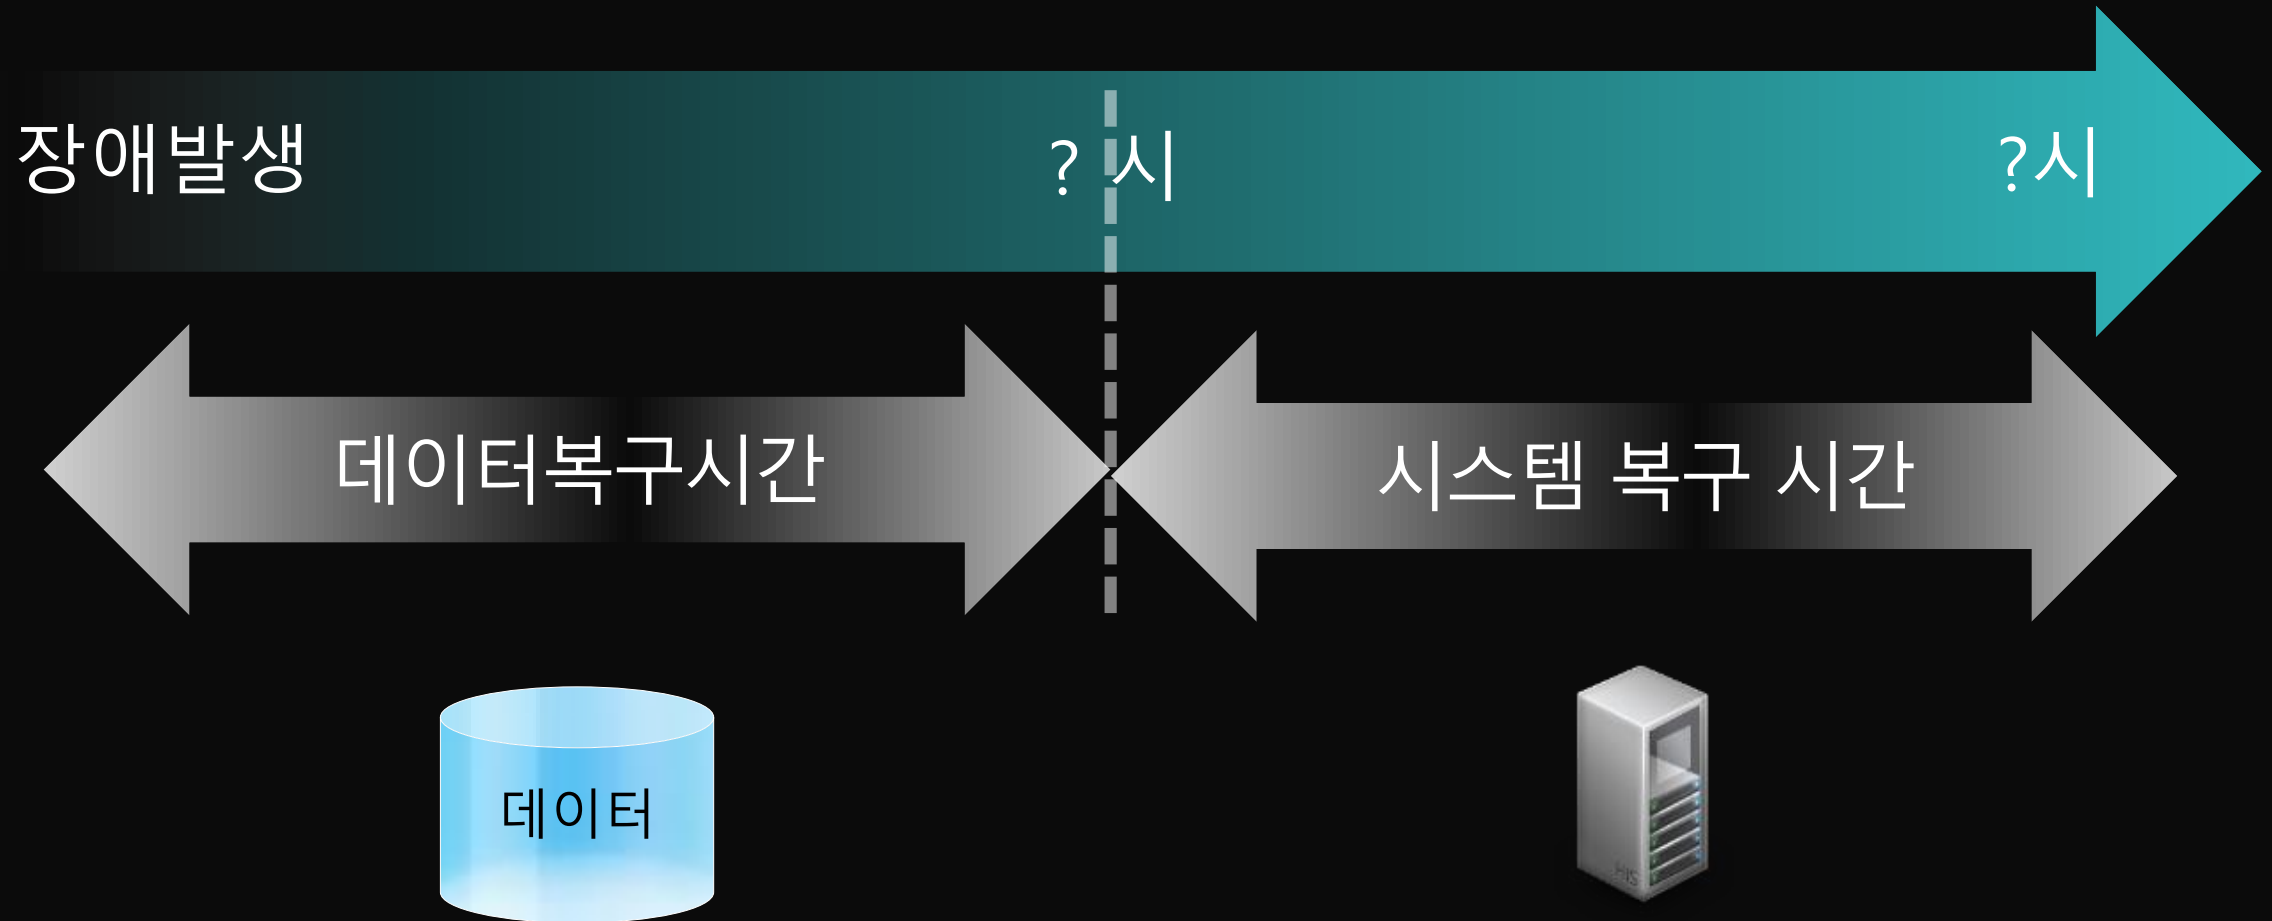 장애발생
? 시
?시
데이터복구시간
시스템 복구 시간
데이터
HIS